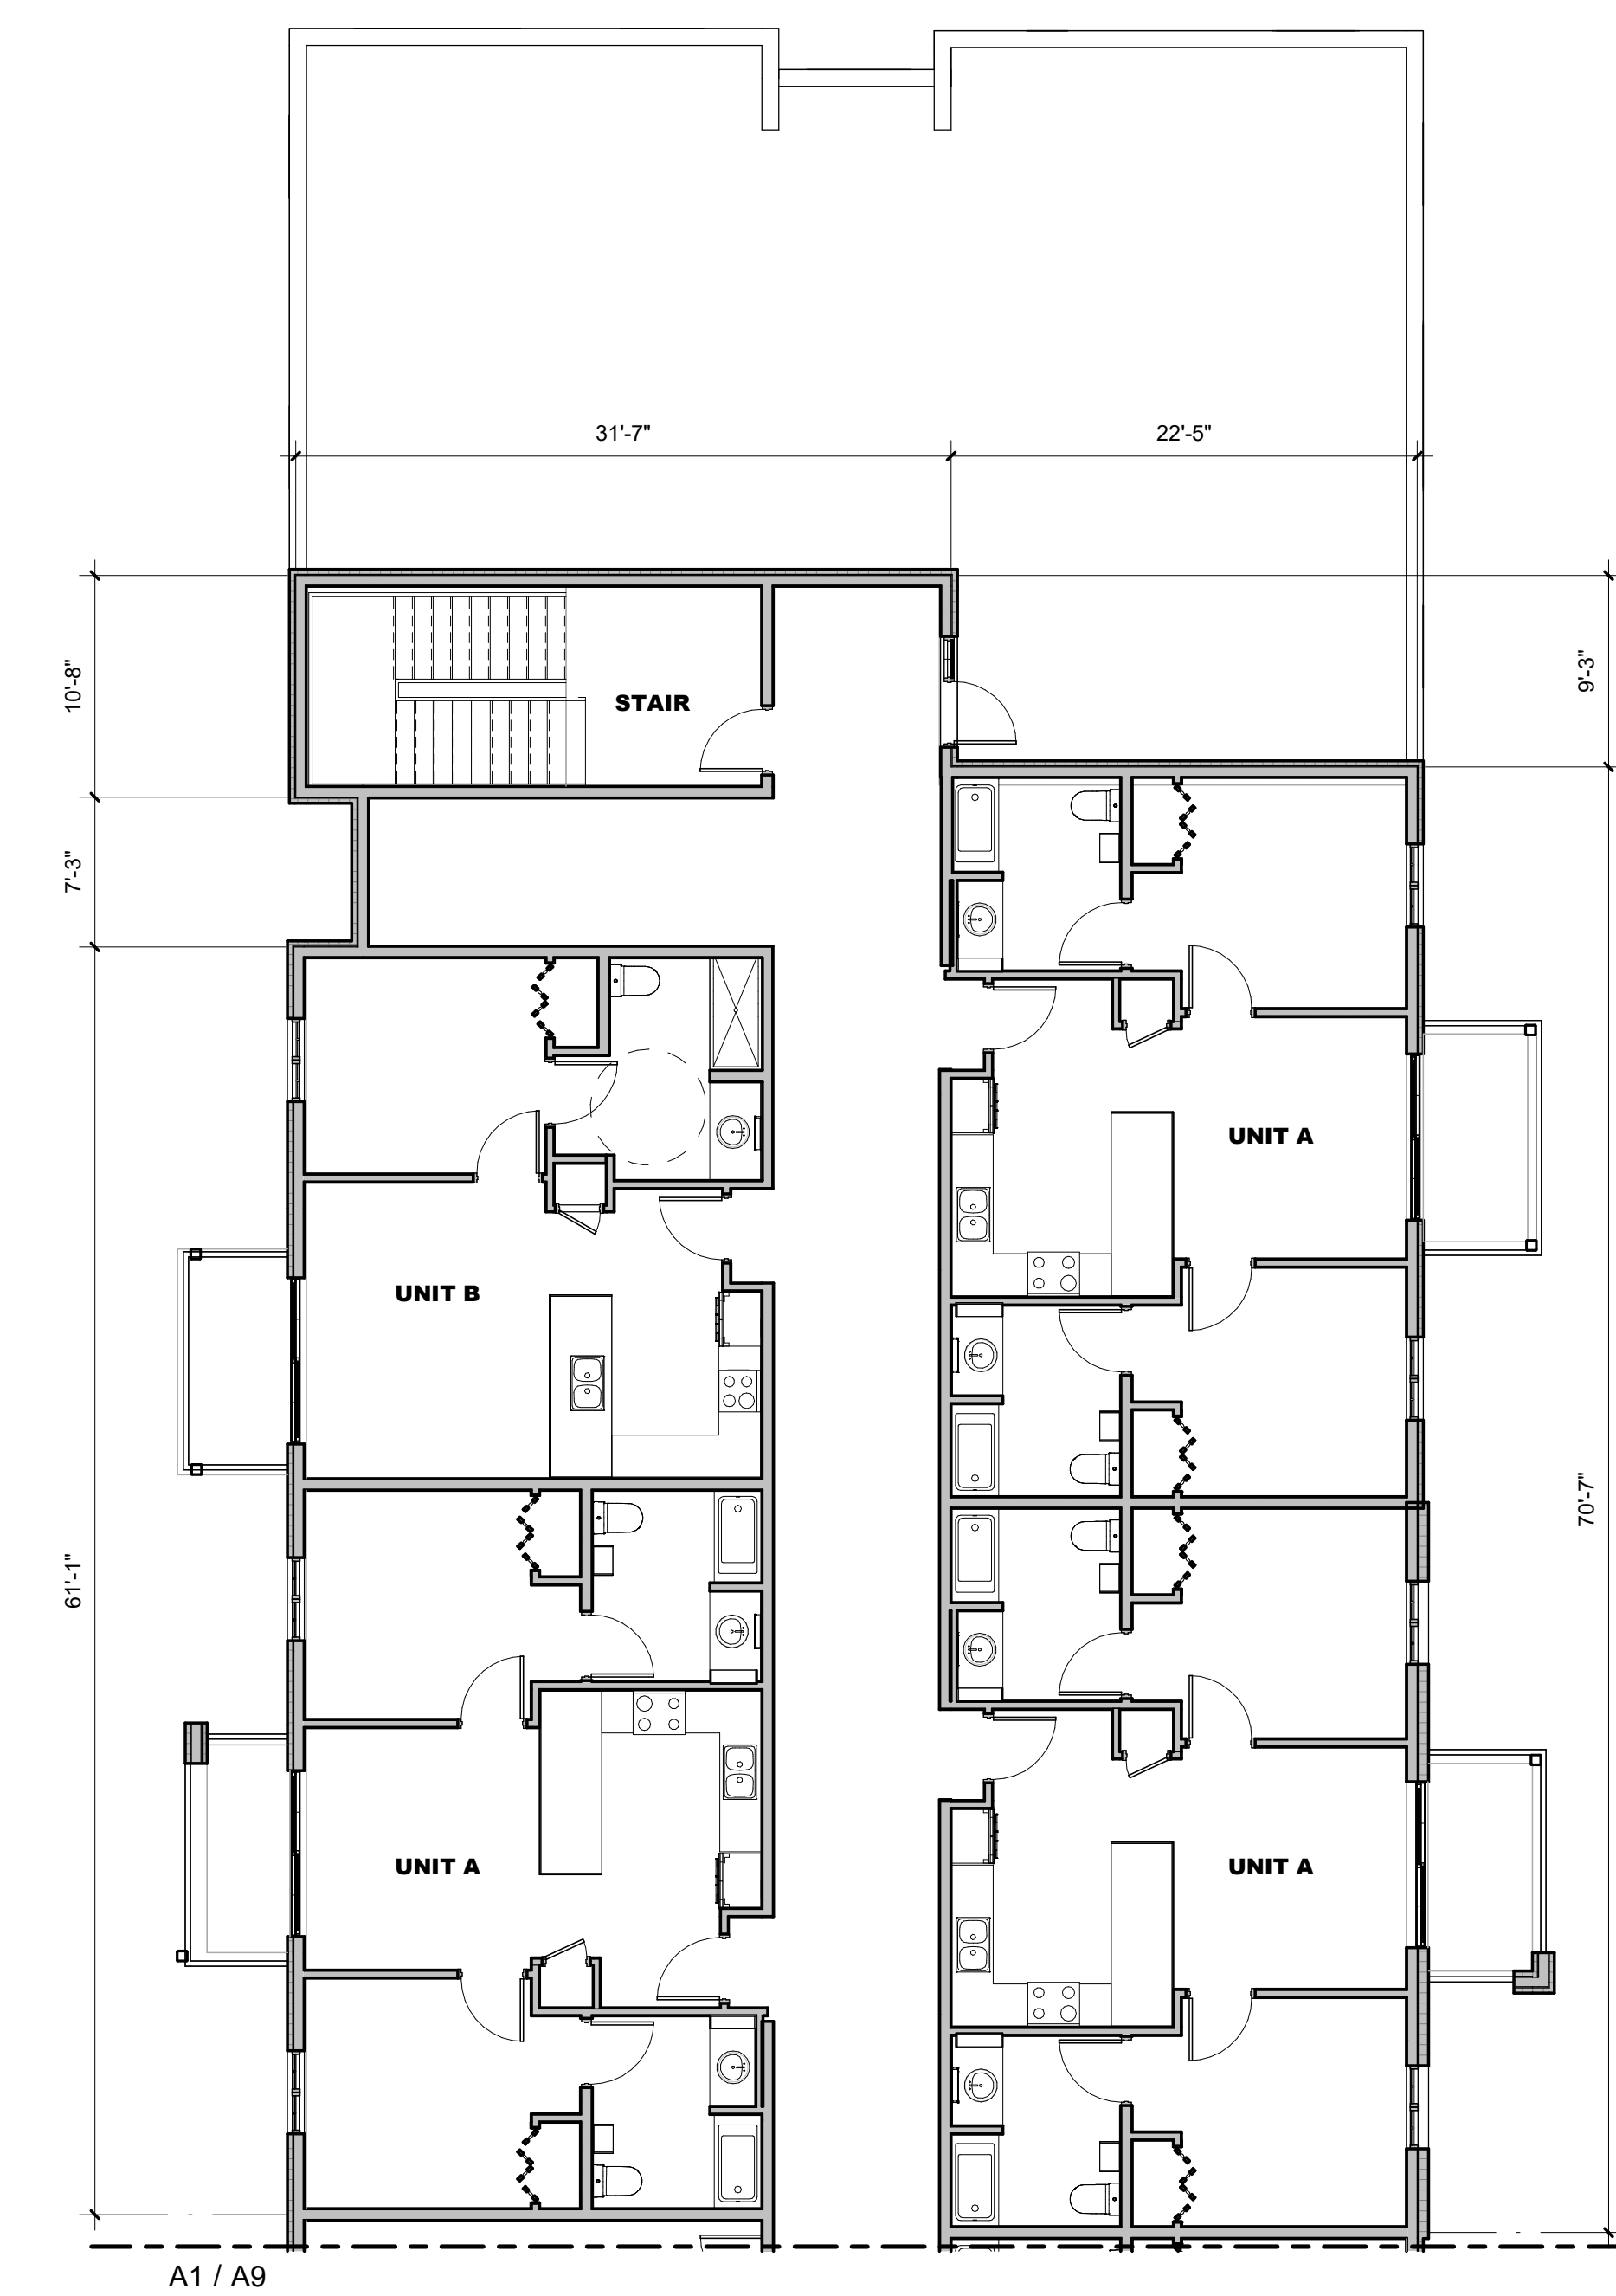 31'-7"
22'-5"
10'-8"
STAIR
9'-3"
7'-3"
UNIT A
UNIT B
70'-7"
61'-1"
UNIT A
UNIT A
A1 / A9